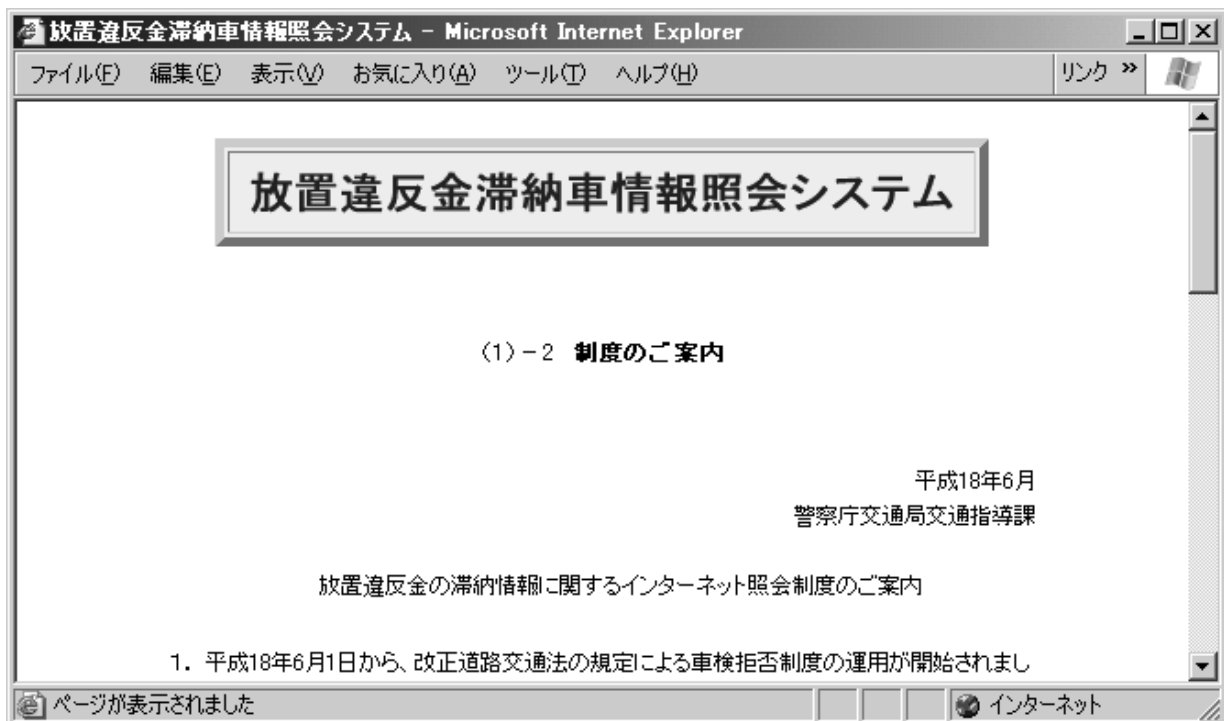 放置違反金滞納車情報照会システム - Microsoft Internet Explorer
ファイル(F) 編集(E) 表示(V) お気に入り(A) ツール(T) ヘルプ(H) リンク »
放置違反金滞納車情報照会システム
(1)－2 制度のご案内
平成18年6月
警察庁交通局交通指導課
放置違反金の滞納情報に関するインターネット照会制度のご案内
1．平成18年6月1日から、改正道路交通法の規定による車検拒否制度の運用が開始されまし
ページが表示されました インターネット